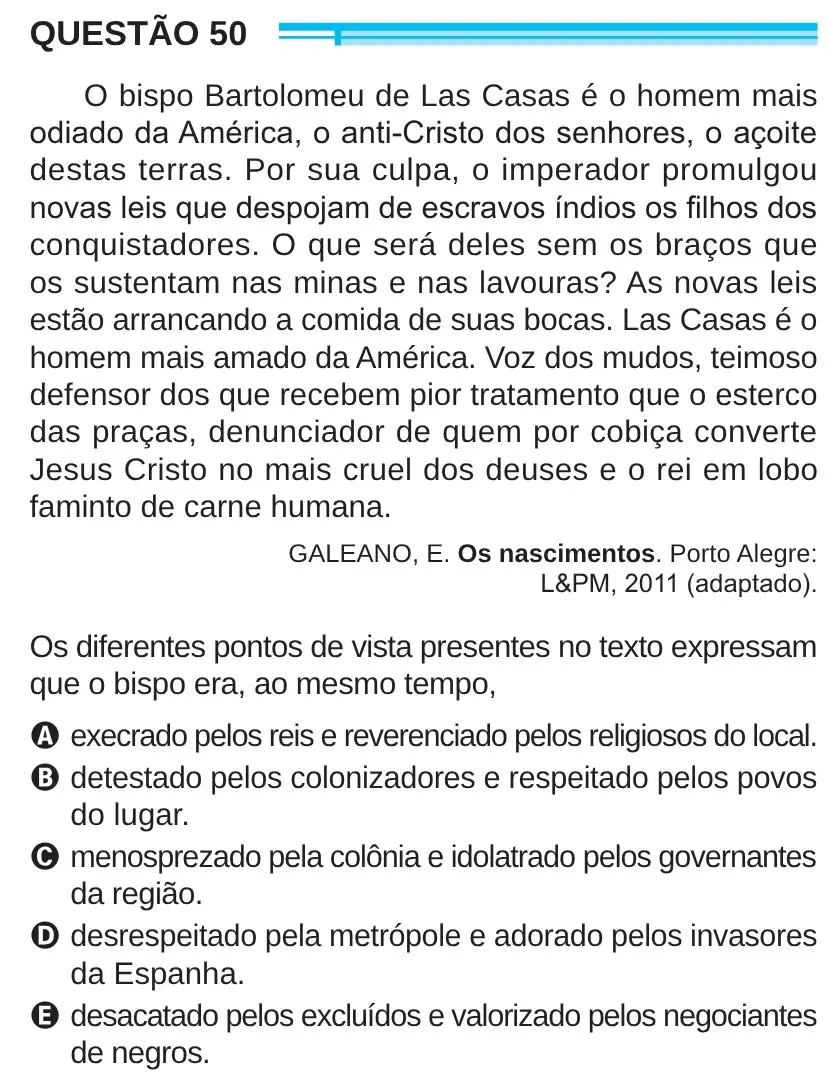 QUESTÃO 50
O bispo Bartolomeu de Las Casas é o homem mais
odiado da América, o anti-Cristo dos senhores, o açoite
destas terras. Por sua culpa, o imperador promulgou
novas leis que despojam de escravos índios os filhos dos
conquistadores. O que será deles sem os braços que
os sustentam nas minas e nas lavouras? As novas leis
estão arrancando a comida de suas bocas. Las Casas é o
homem mais amado da América. Voz dos mudos, teimoso
defensor dos que recebem pior tratamento que o esterco
das praças, denunciador de quem por cobiça converte
Jesus Cristo no mais cruel dos deuses e o rei em lobo
faminto de carne humana.
GALEANO, E. Os nascimentos. Porto Alegre:
L&PM, 2011 (adaptado).
Os diferentes pontos de vista presentes no texto expressam
que o bispo era, ao mesmo tempo,
A execrado pelos reis e reverenciado pelos religiosos do local.
B detestado pelos colonizadores e respeitado pelos povos
do lugar.
C menosprezado pela colônia e idolatrado pelos governantes
da região.
D desrespeitado pela metrópole e adorado pelos invasores
da Espanha.
E desacatado pelos excluídos e valorizado pelos negociantes
de negros.